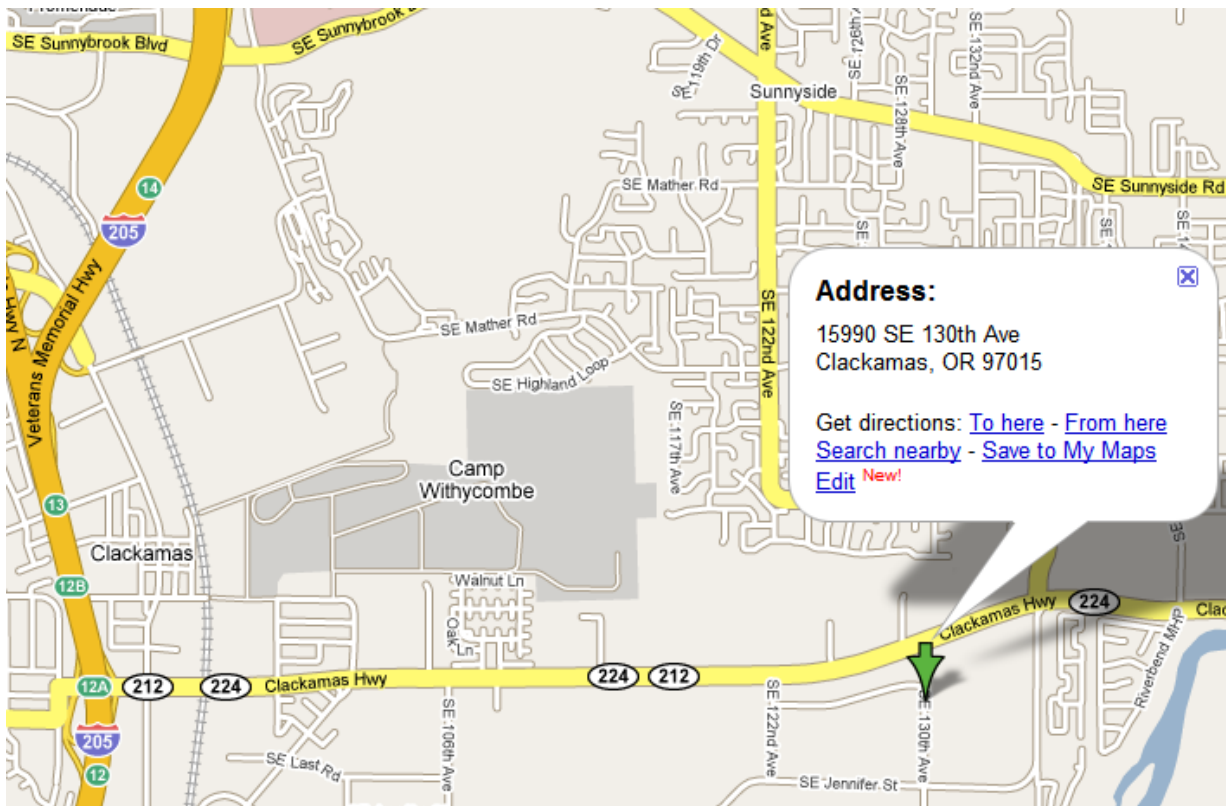 Promenade
SE Sunnybrook Blvd
SE Sunnybrook
SE 119th Dr
Sunnyside
SE 126th
SE 128th Ave
SE 132nd Ave
SE Mather Rd
SE Sunnyside Rd
14
205
Veterans Memorial Hwy
SE Mather Rd
SE Highland Loop
SE 122nd Ave
SE 117th Ave
Address:
15990 SE 130th Ave
Clackamas, OR 97015
Get directions: To here - From here
Search nearby - Save to My Maps
Edit New!
Camp
Withycombe
13
Clackamas
12B
Walnut Ln
Oak Ln
Clackamas Hwy
224
Riverbend MHP
12A
212
224
Clackamas Hwy
224
212
SE 106th Ave
SE 122nd Ave
SE 130th Ave
205
SE Last Rd
12
SE Jennifer St